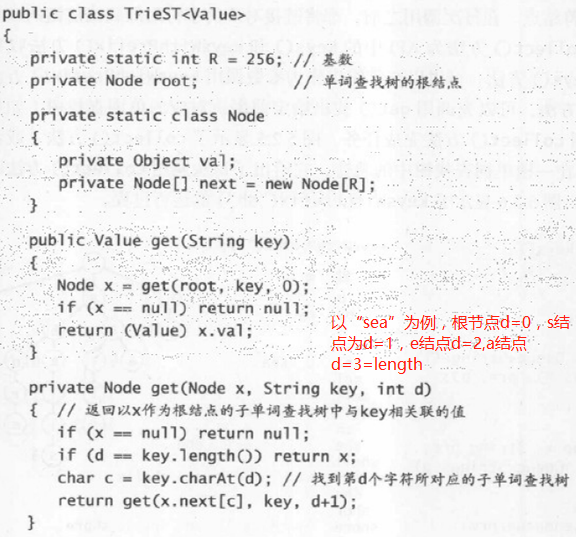 public class TrieST<Value>
{
private static int R = 256; // 基数
private Node root; // 单词查找树的根结点
private static class Node
{
private Object val;
private Node[] next = new Node[R];
}
public Value get(String key)
{
Node x = get(root, key, 0);
if (x == null) return null;
return (Value) x.val;
}
以“sea”为例，根节点d=0，s结
点为d=1，e结点d=2,a结点
d=3=length
private Node get(Node x, String key, int d)
{ // 返回以x作为根结点的子单词查找树中与key相关联的值
if (x == null) return null;
if (d == key.length()) return x;
char c = key.charAt(d); // 找到第d个字符所对应的子单词查找树
return get(x.next[c], key, d+1);
}